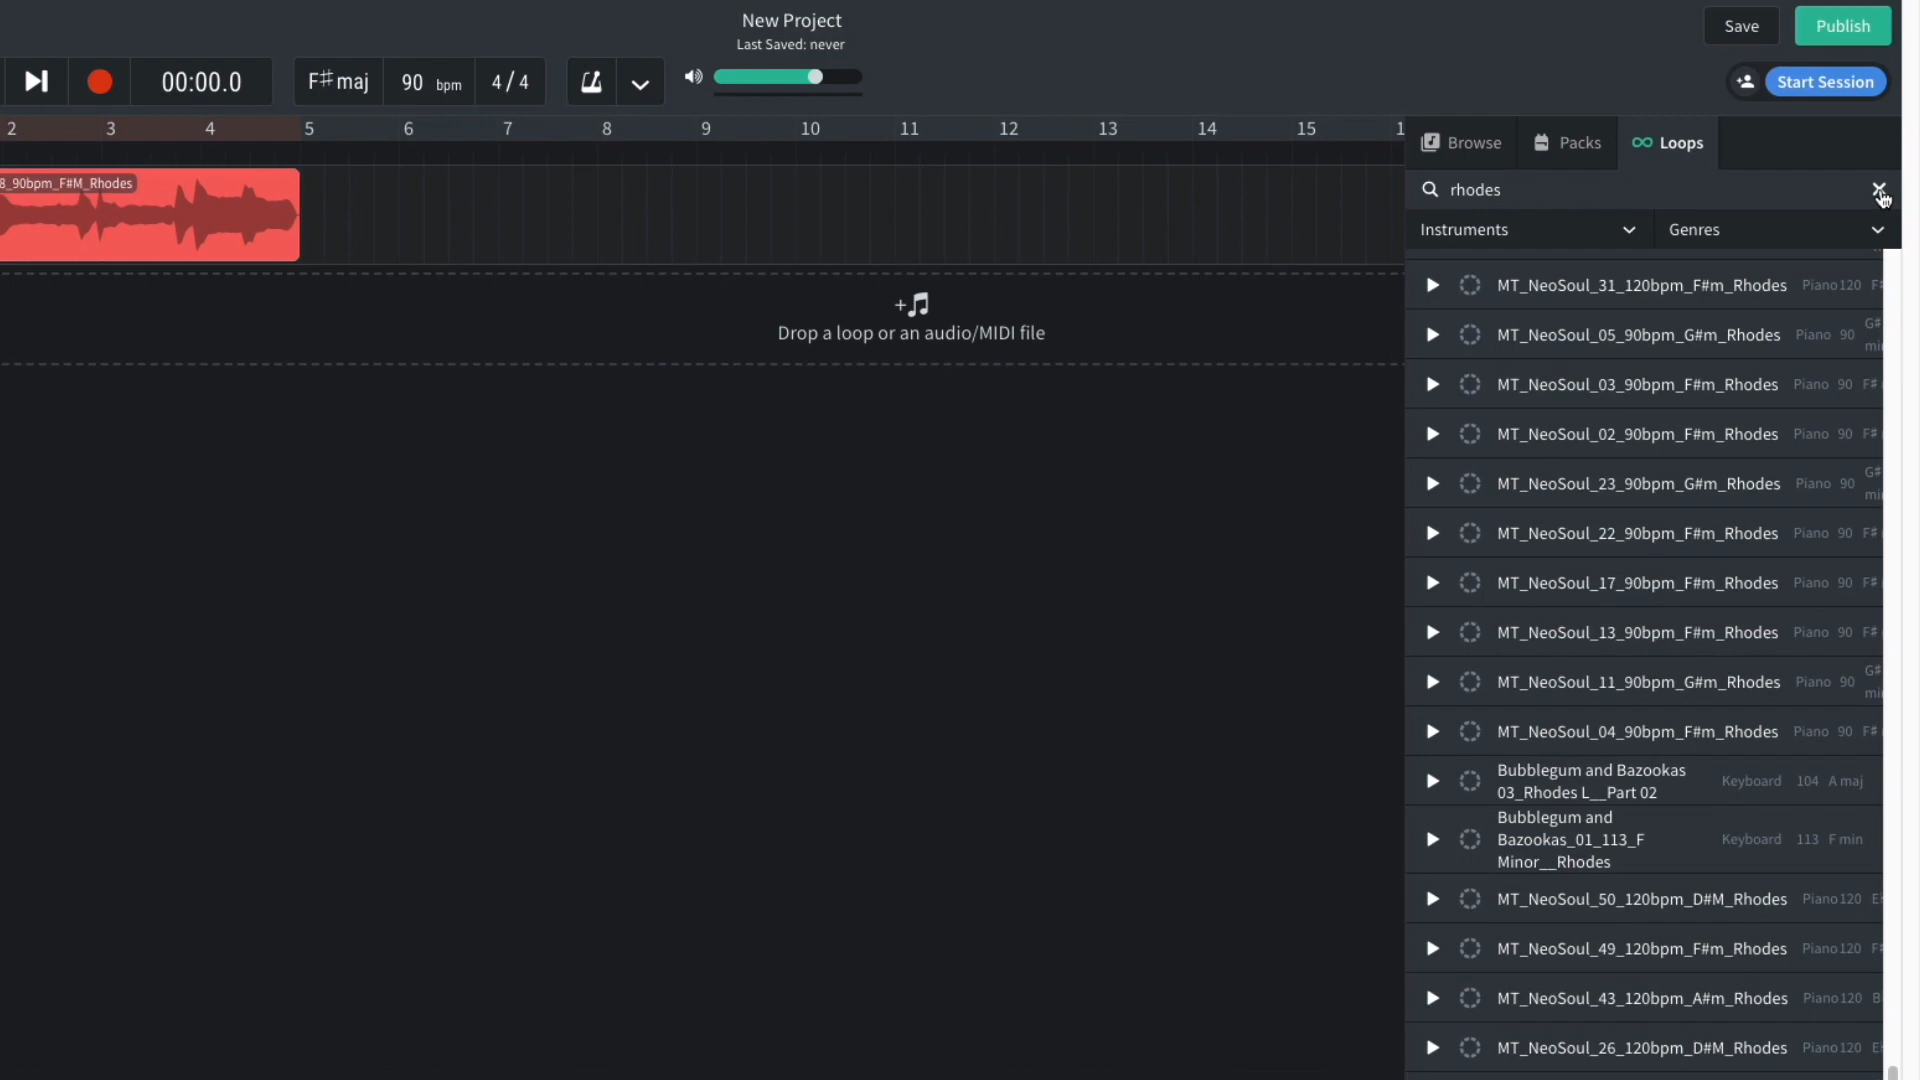 New Project
Last Saved: never
Save
Publish
00:00.0
F♯maj
90 bpm
4 / 4
Start Session
2 3 4 5 6 7 8 9 10 11 12 13 14 15
Browse
Packs
Loops
8_90bpm_F#M_Rhodes
rhodes
Instruments
Genres
+
Drop a loop or an audio/MIDI file
MT_NeoSoul_31_120bpm_F#m_Rhodes Piano 120 F♯
MT_NeoSoul_05_90bpm_G#m_Rhodes Piano 90 G♯
MT_NeoSoul_03_90bpm_F#m_Rhodes Piano 90 F♯
MT_NeoSoul_02_90bpm_F#m_Rhodes Piano 90 F♯
MT_NeoSoul_23_90bpm_G#m_Rhodes Piano 90 G♯
MT_NeoSoul_22_90bpm_F#m_Rhodes Piano 90 F♯
MT_NeoSoul_17_90bpm_F#m_Rhodes Piano 90 F♯
MT_NeoSoul_13_90bpm_F#m_Rhodes Piano 90 F♯
MT_NeoSoul_11_90bpm_G#m_Rhodes Piano 90 G♯
MT_NeoSoul_04_90bpm_F#m_Rhodes Piano 90 F♯
Bubblegum and Bazookas
03_Rhodes L__Part 02
Keyboard 104 A maj
Bubblegum and
Bazookas_01_113_F
Minor__Rhodes
Keyboard 113 F min
MT_NeoSoul_50_120bpm_D#M_Rhodes Piano 120
MT_NeoSoul_49_120bpm_F#m_Rhodes Piano 120 F♯
MT_NeoSoul_43_120bpm_A#m_Rhodes Piano 120 B
MT_NeoSoul_26_120bpm_D#M_Rhodes Piano 120